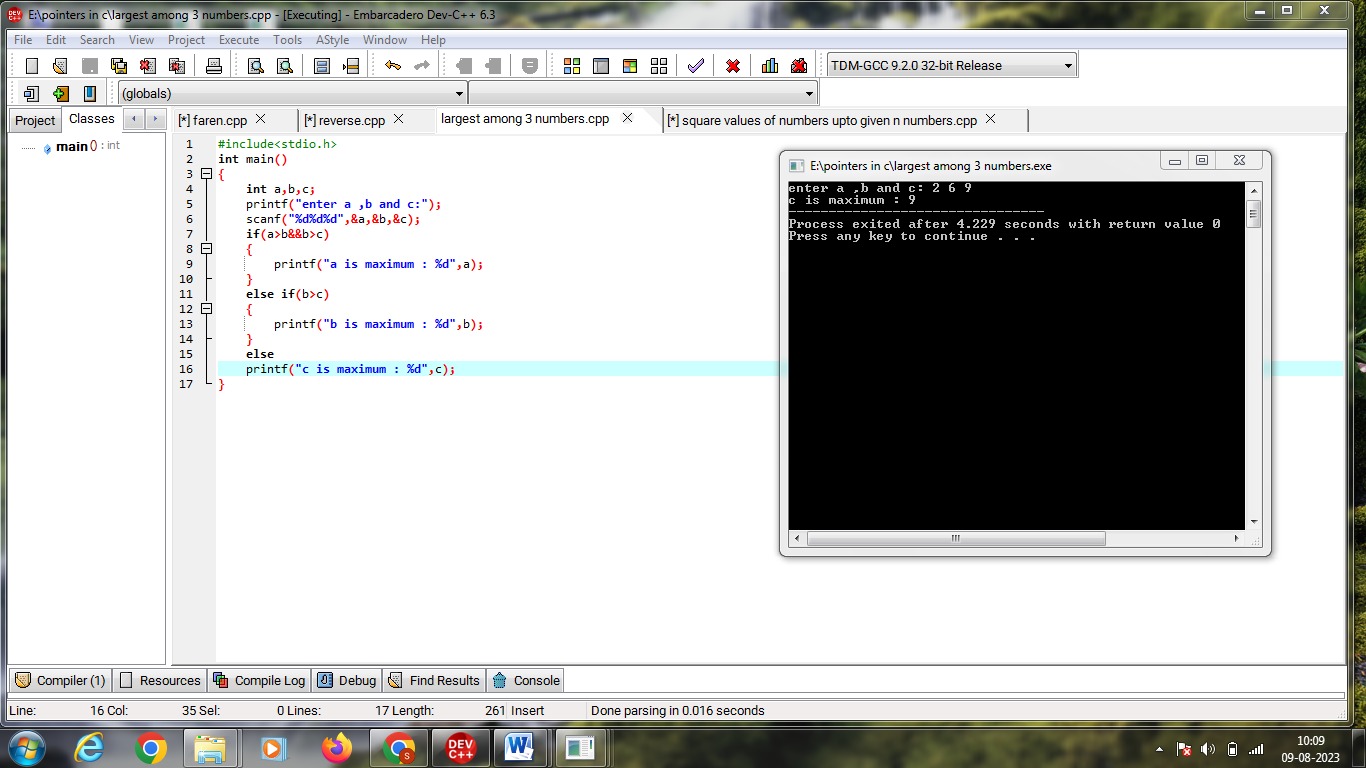 E:\pointers in c\largest among 3 numbers.cpp - [Executing] - Embarcadero Dev-C++ 6.3
File Edit Search View Project Execute Tools AStyle Window Help
TDM-GCC 9.2.0 32-bit Release
(globals)
Project Classes [*] faren.cpp [*] reverse.cpp largest among 3 numbers.cpp [*] square values of numbers upto given n numbers.cpp
main () : int
1 #include<stdio.h>
2 int main()
3 {
4 int a,b,c;
5 printf("enter a ,b and c:");
6 scanf("%d%d%d",&a,&b,&c);
7 if(a>b&&b>c)
8 {
9 printf("a is maximum : %d",a);
10 }
11 else if(b>c)
12 {
13 printf("b is maximum : %d",b);
14 }
15 else
16 printf("c is maximum : %d",c);
17 }
E:\pointers in c\largest among 3 numbers.exe
enter a ,b and c: 2 6 9
c is maximum : 9
--------------------------------
Process exited after 4.229 seconds with return value 0
Press any key to continue . . .
Compiler (1) Resources Compile Log Debug Find Results Console
Line: 16 Col: 35 Sel: 0 Lines: 17 Length: 261 Insert Done parsing in 0.016 seconds
S DEV C++ W
10:09
09-08-2023